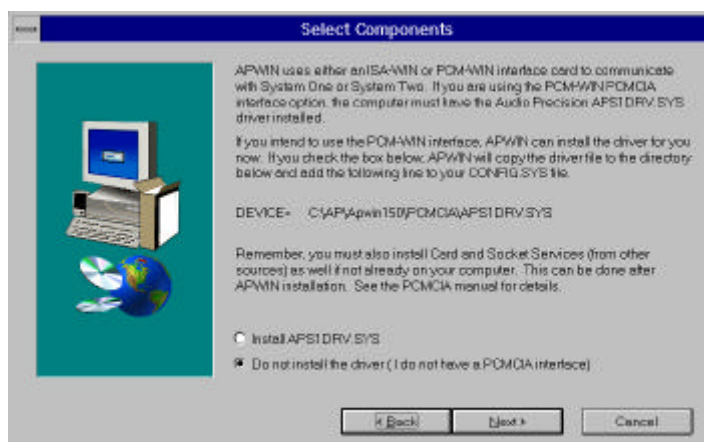 Select Components
APWIN uses either an ISA-WIN or PCM-WIN interface card to communicate
with System One or System Two. If you are using the PCM-WIN PCMCIA
interface option, the computer must have the Audio Precision APS1DRV.SYS
driver installed.
If you intend to use the PCM-WIN interface, APWIN can install the driver for you
now. If you check the box below, APWIN will copy the driver file to the directory
below and add the following line to your CONFIG.SYS file.
DEVICE= C:\AP\Apwin150\PCMCIA\APS1DRV.SYS
Remember, you must also install Card and Socket Services (from other
sources) as well if not already on your computer. This can be done after
APWIN installation. See the PCMCIA manual for details.
Install APS1DRV.SYS
Do not install the driver ( I do not have a PCMCIA interface)
< Back Next > Cancel